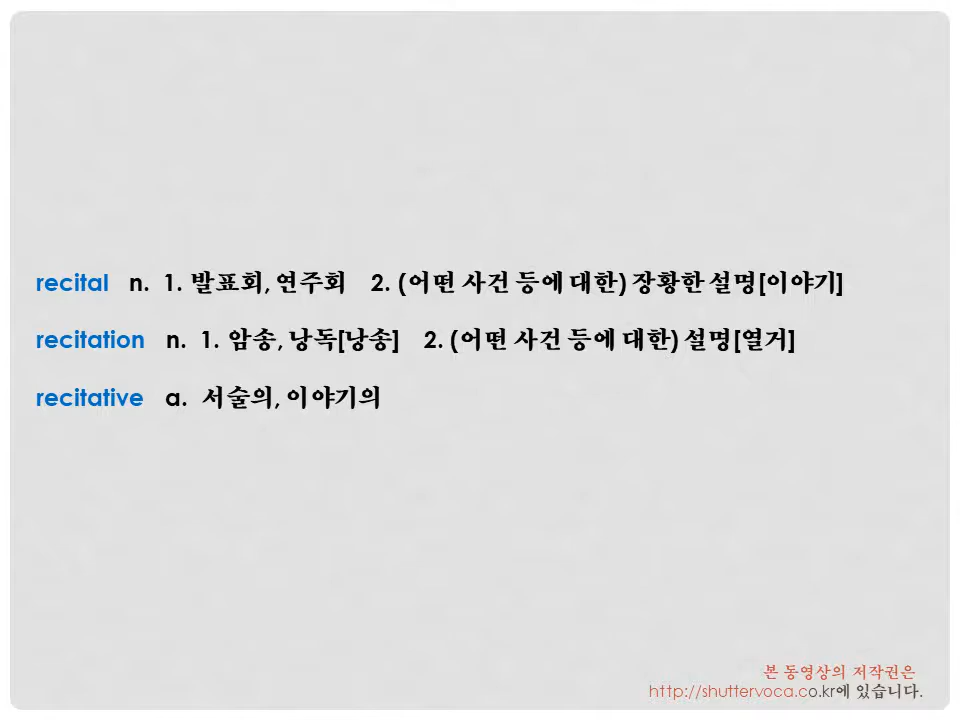 recital n. 1. 발표회, 연주회 2. (어떤 사건 등에 대한) 장황한 설명[이야기]
recitation n. 1. 암송, 낭독[낭송] 2. (어떤 사건 등에 대한) 설명[열거]
recitative a. 서술의, 이야기의
본 동영상의 저작권은
http://shuttervoca.co.kr에 있습니다.